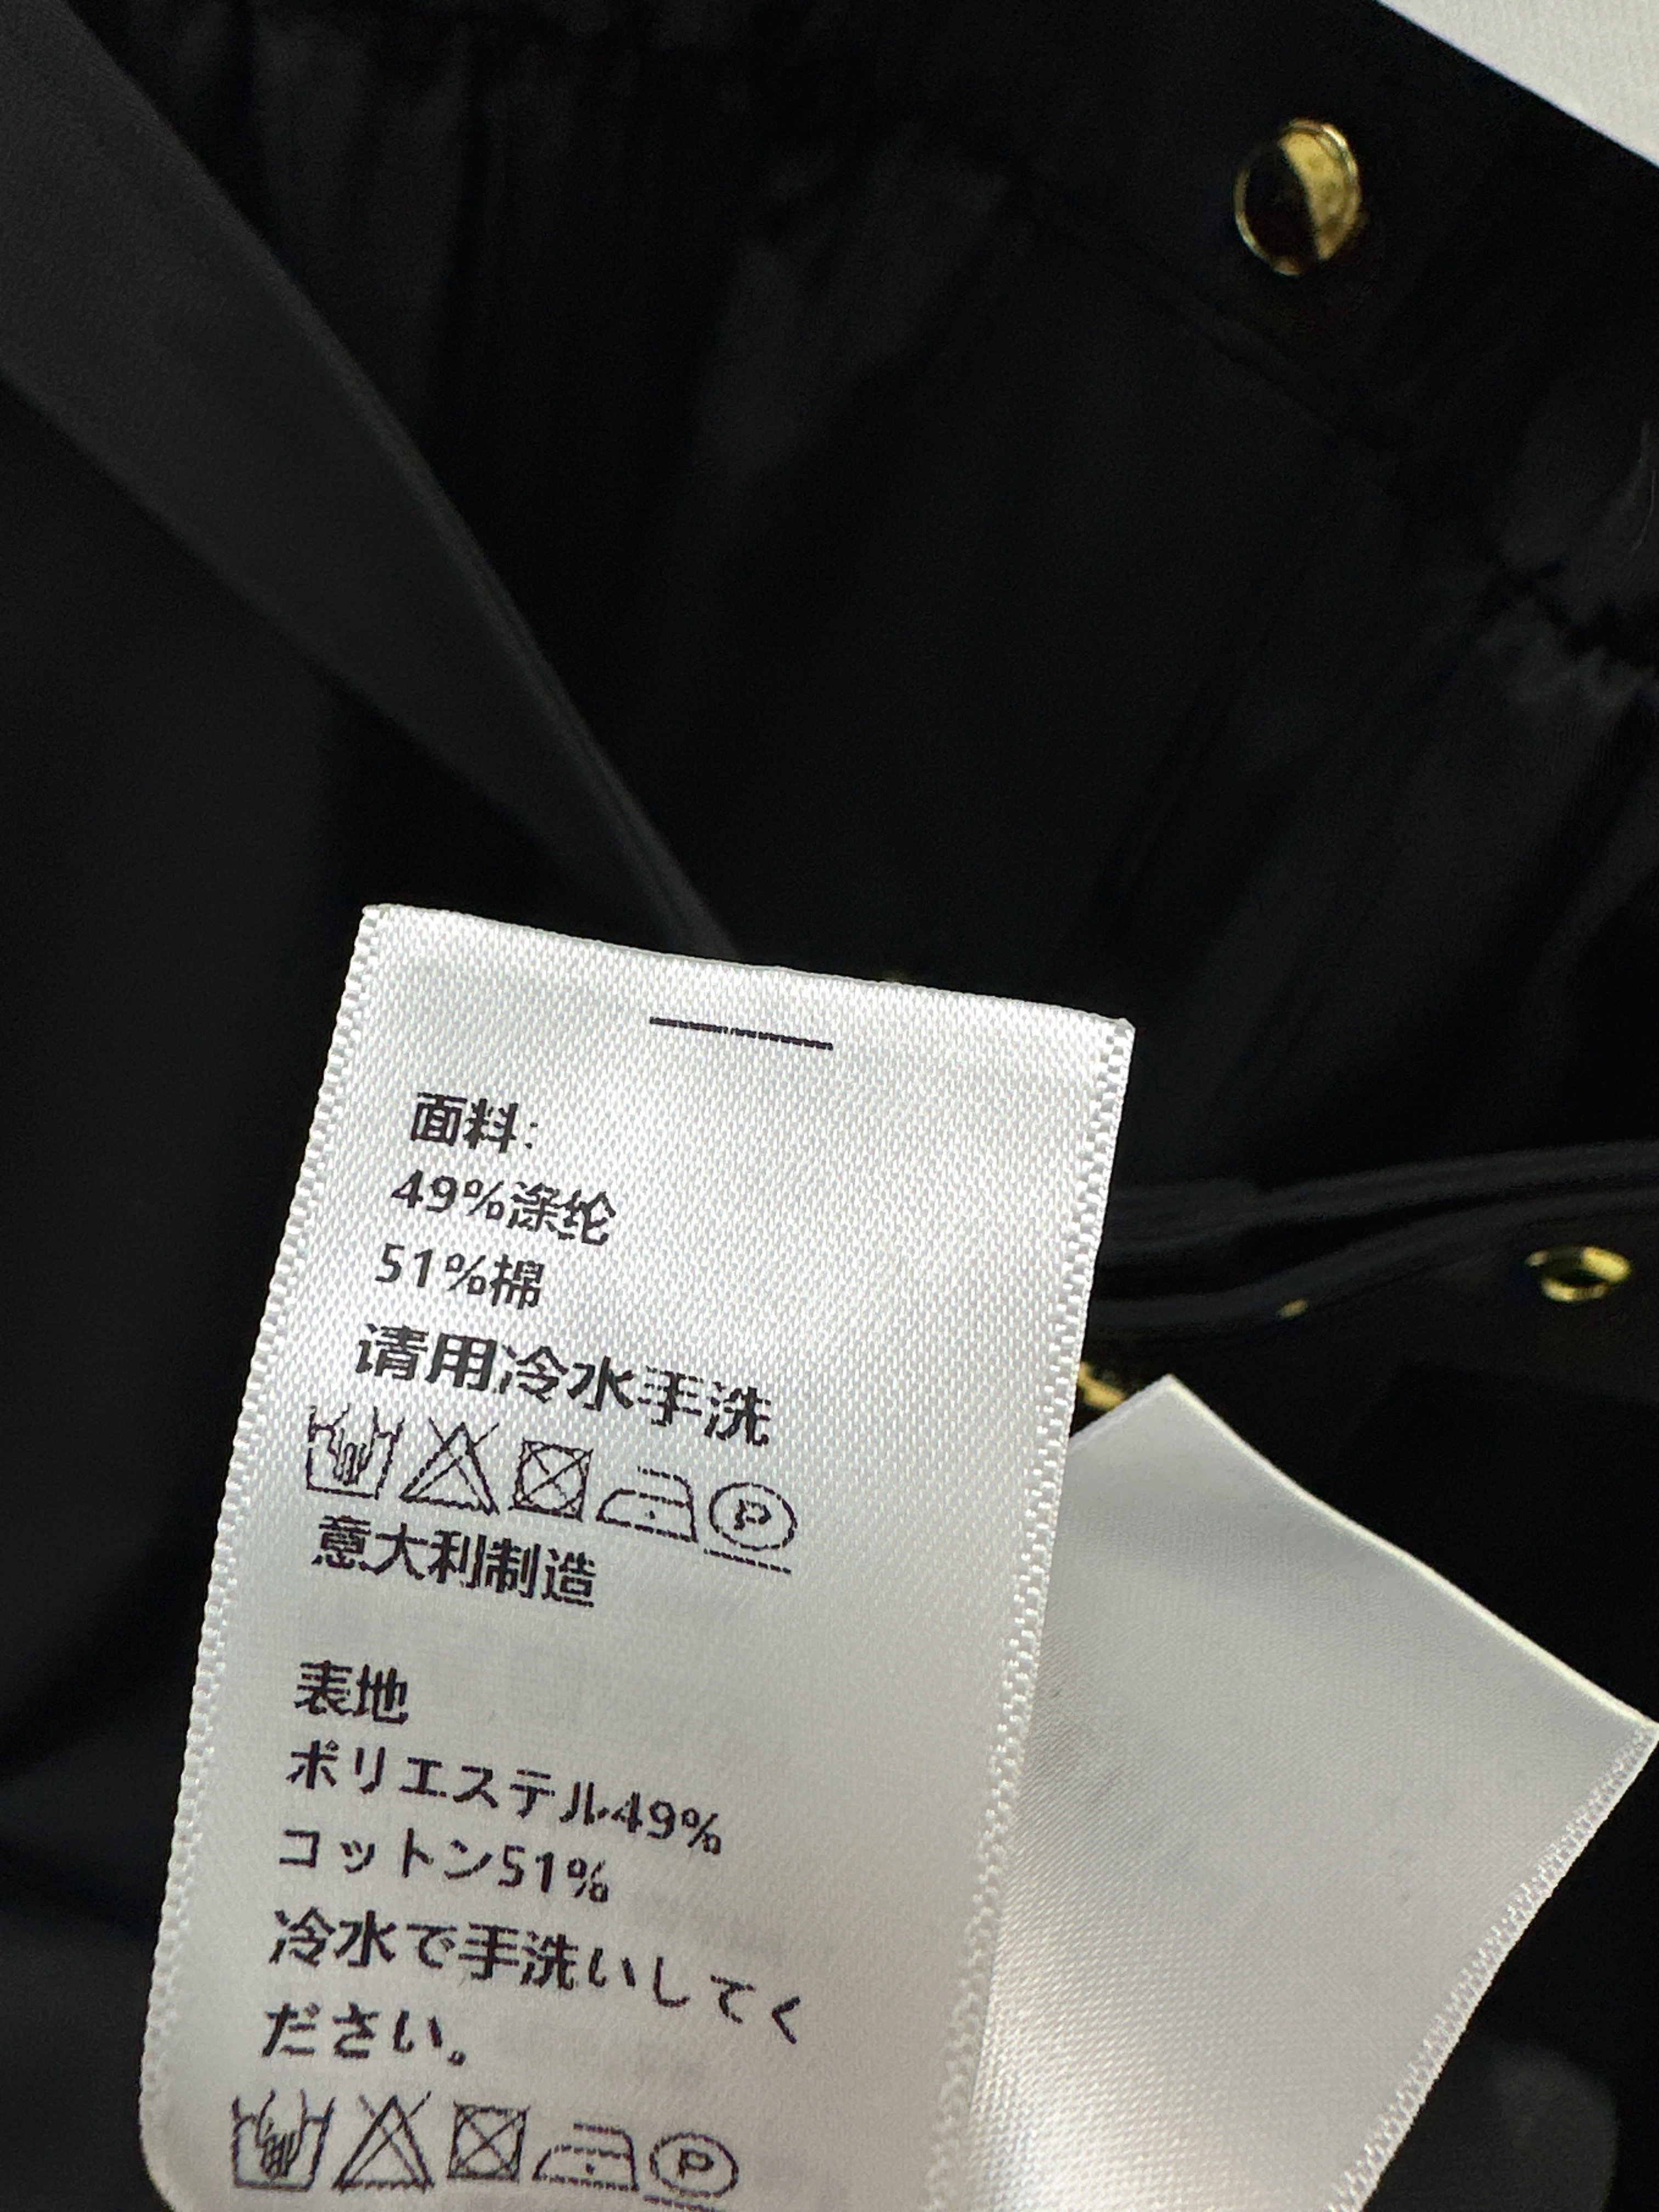 面料:
49%涤纶
51%棉
请用冷水手洗
P
意大利制造
表地
ポリエステル49%
コットン51%
冷水で手洗いしてく
ださい。
P